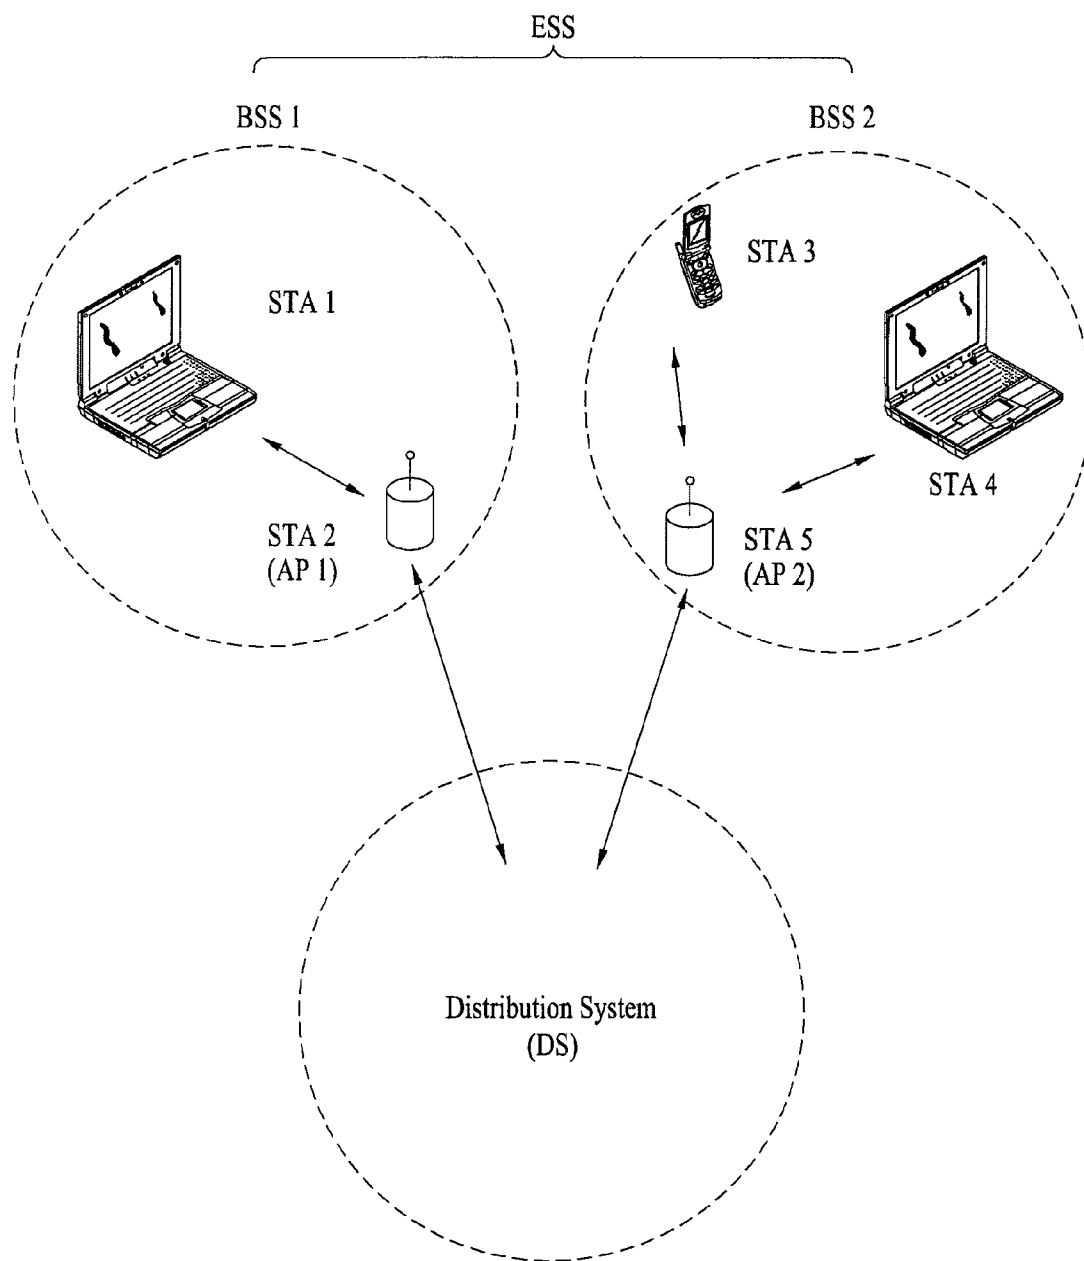 ESS
BSS 1
BSS 2
STA 1
STA 3
STA 4
STA 2
(AP 1)
STA 5
(AP 2)
Distribution System
(DS)